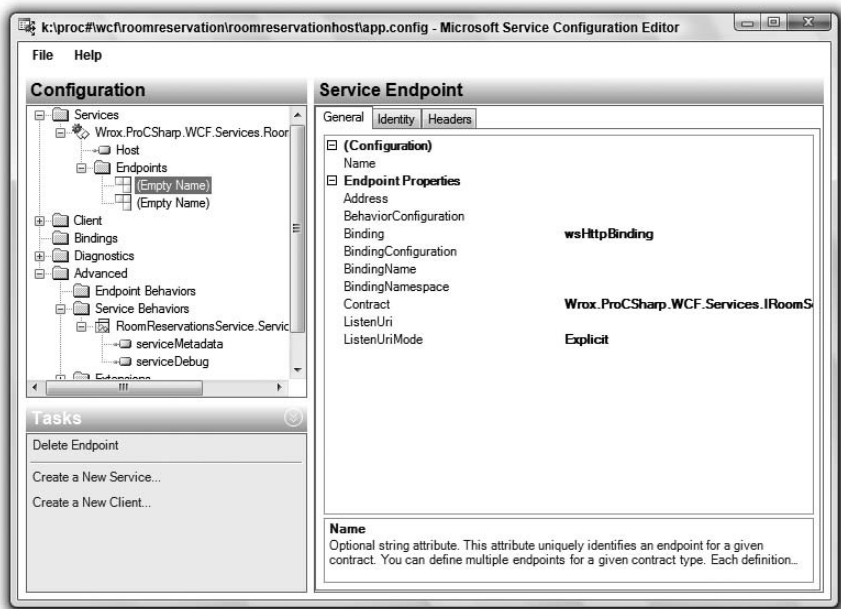 k:\proc#\wcf\roomreservation\roomreservationhost\app.config - Microsoft Service Configuration Editor
File Help
Configuration
Services
Wrox.ProCSharp.WCF.Services.Roor
Host
Endpoints
(Empty Name)
(Empty Name)
Client
Bindings
Diagnostics
Advanced
Endpoint Behaviors
Service Behaviors
RoomReservationsService.Servic
serviceMetadata
serviceDebug
Extensions
Tasks
Delete Endpoint
Create a New Service...
Create a New Client...
Service Endpoint
General Identity Headers
(Configuration)
Name
Endpoint Properties
Address
BehaviorConfiguration
Binding wsHttpBinding
BindingConfiguration
BindingName
BindingNamespace
Contract Wrox.ProCSharp.WCF.Services.IRoomS
ListenUri
ListenUriMode Explicit
Name
Optional string attribute. This attribute uniquely identifies an endpoint for a given
contract. You can define multiple endpoints for a given contract type. Each definition...